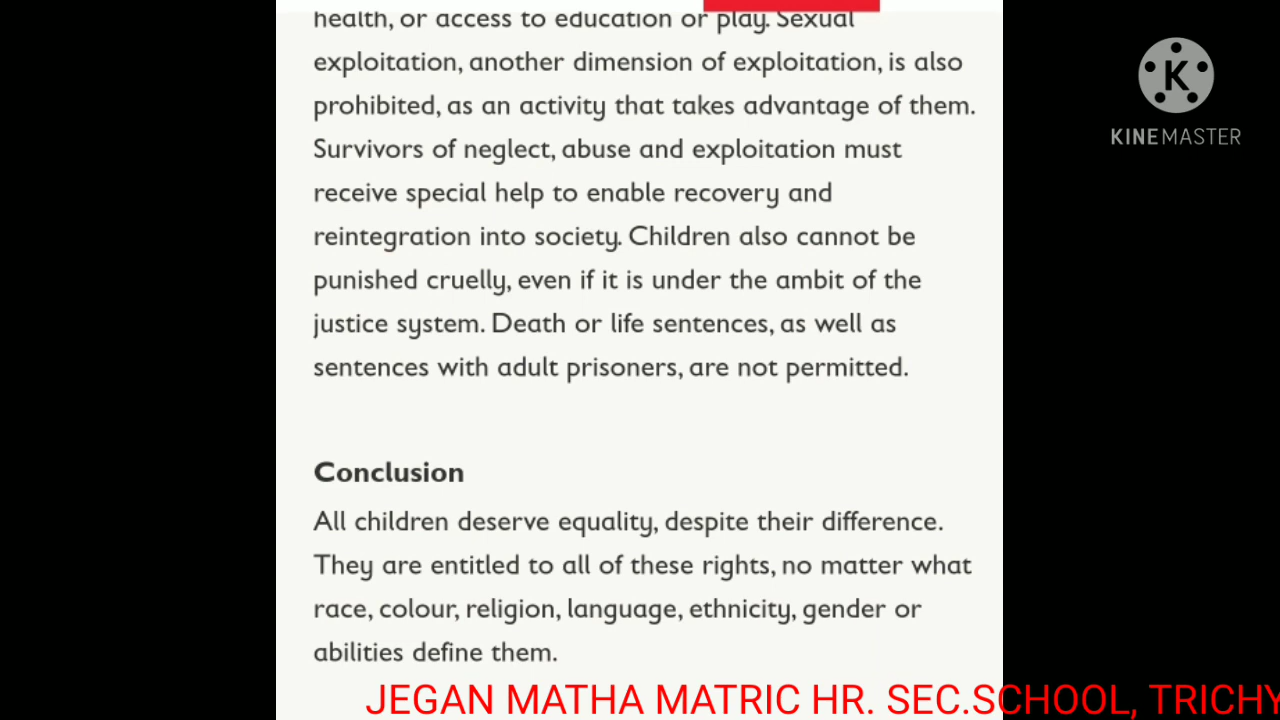 health, or access to education or play. Sexual
exploitation, another dimension of exploitation, is also
prohibited, as an activity that takes advantage of them.
Survivors of neglect, abuse and exploitation must
receive special help to enable recovery and
reintegration into society. Children also cannot be
punished cruelly, even if it is under the ambit of the
justice system. Death or life sentences, as well as
sentences with adult prisoners, are not permitted.
Conclusion
All children deserve equality, despite their difference.
They are entitled to all of these rights, no matter what
race, colour, religion, language, ethnicity, gender or
abilities define them.
K
KINEMASTER
JEGAN MATHA MATRIC HR. SEC.SCHOOL, TRICHY